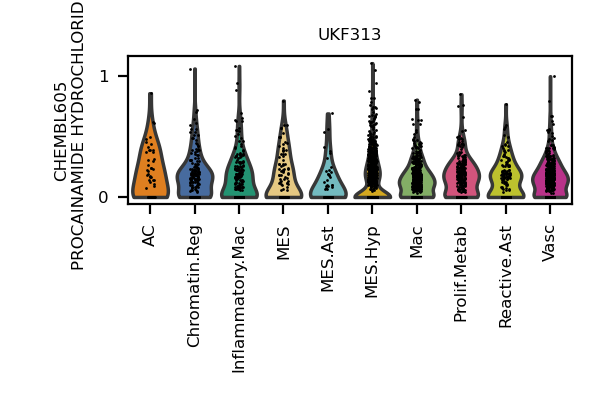 UKF313
CHEMBL605
PROCAINAMIDE HYDROCHLORID
1
0
AC
Chromatin.Reg
Inflammatory.Mac
MES
MES.Ast
MES.Hyp
Mac
Prolif.Metab
Reactive.Ast
Vasc